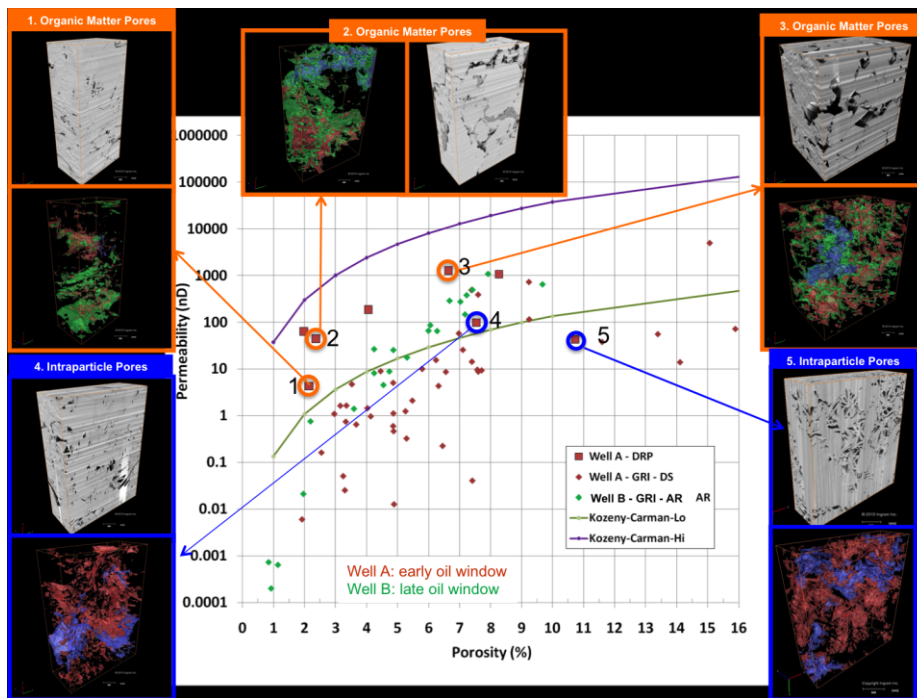 1. Organic Matter Pores
2. Organic Matter Pores
3. Organic Matter Pores
4. Intraparticle Pores
5. Intraparticle Pores
Permeability (nD)
1000000
100000
10000
1000
100
10
1
0.1
0.01
0.001
0.0001
0 1 2 3 4 5 6 7 8 9 10 11 12 13 14 15 16
Porosity (%)
1
2
3
4
5
Well A - DRP
Well A - GRI - DS
Well B - GRI - AR AR
Kozeny-Carman-Lo
Kozeny-Carman-Hi
Well A: early oil window
Well B: late oil window